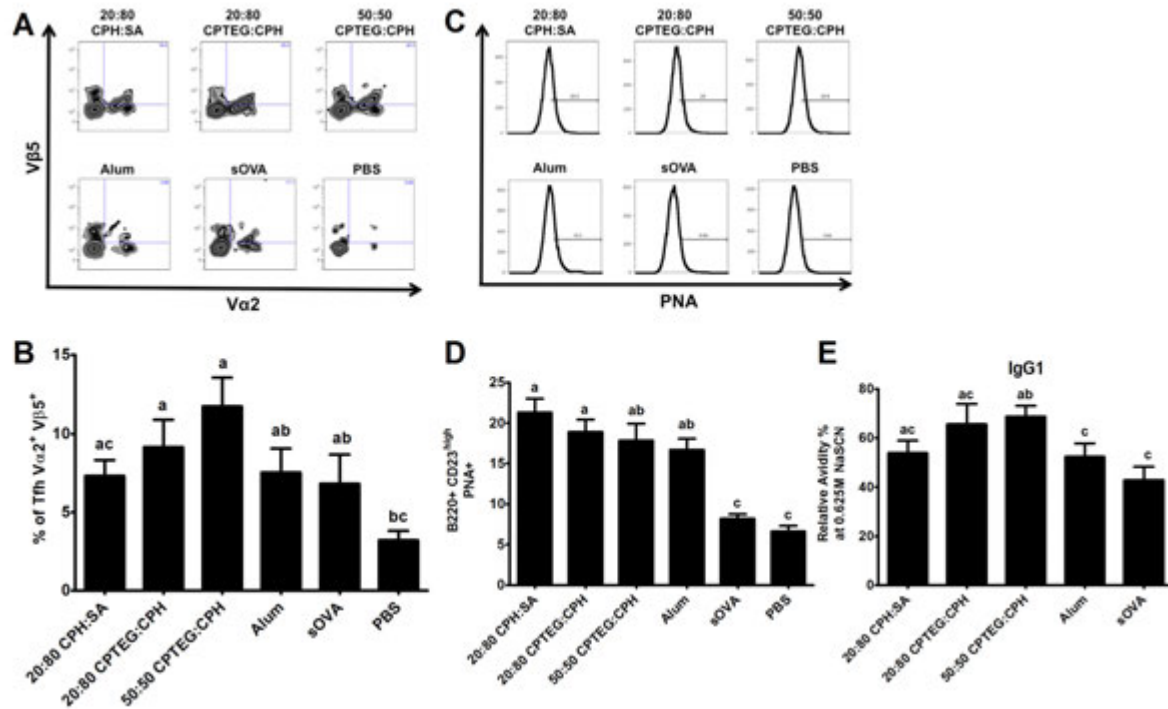 A
20:80
CPH:SA
20:80
CPTEG:CPH
50:50
CPTEG:CPH
Alum
sOVA
PBS
Vβ5
Vα2
C
20:80
CPH:SA
20:80
CPTEG:CPH
50:50
CPTEG:CPH
Alum
sOVA
PBS
PNA
B
15
10
5
0
% of Tfh Vα2⁺ Vβ5⁺
ac
a
a
ab
ab
bc
20:80 CPH:SA
20:80 CPTEG:CPH
50:50 CPTEG:CPH
Alum
sOVA
PBS
D
25
20
15
10
5
0
B220+ CD23ʰⁱᵍʰ
PNA+
a
a
ab
ab
c
c
20:80 CPH:SA
20:80 CPTEG:CPH
50:50 CPTEG:CPH
Alum
sOVA
PBS
E
IgG1
80
60
40
20
0
Relative Avidity %
at 0.625M NaSCN
ac
ac
ab
c
c
20:80 CPH:SA
20:80 CPTEG:CPH
50:50 CPTEG:CPH
Alum
sOVA